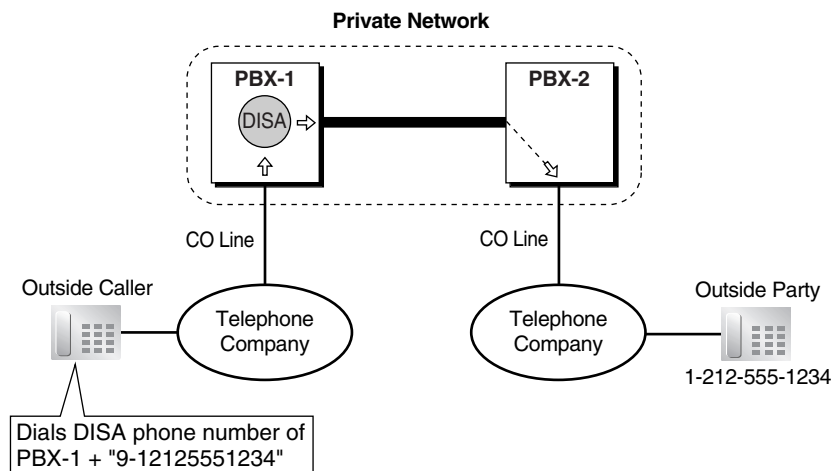 Private Network
PBX-1
PBX-2
DISA
CO Line
CO Line
Outside Caller
Outside Party
Telephone
Company
Telephone
Company
1-212-555-1234
Dials DISA phone number of
PBX-1 + "9-12125551234"